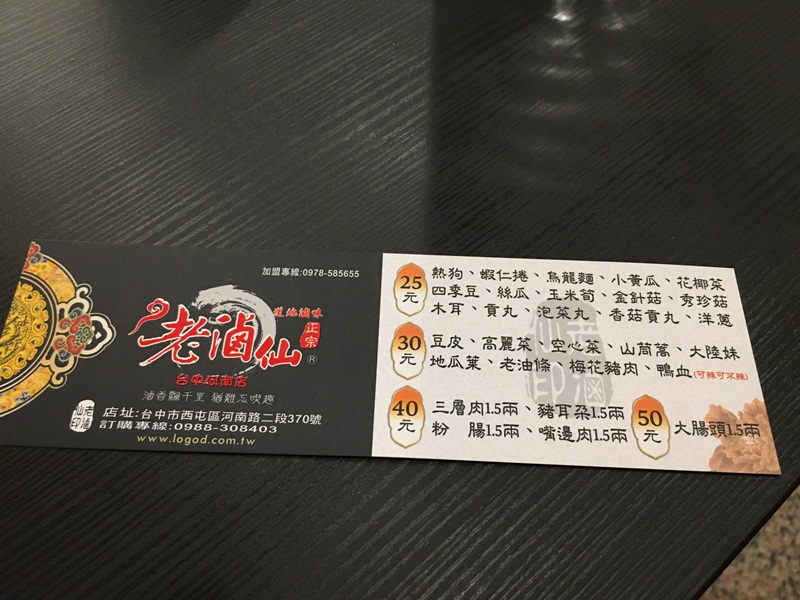 加盟專線:0978-585655
道地滷味
老滷仙
正宗
®
台中河南店
滷香飄千里 猶難忘喫趣
老滷仙印
店址:台中市西屯區河南路二段370號
訂購專線:0988-308403
www.logod.com.tw
25元
熱狗、蝦仁捲、烏龍麵、小黃瓜、花椰菜
四季豆、絲瓜、玉米筍、金針菇、秀珍菇
木耳、貢丸、泡菜丸、香菇貢丸、洋蔥
30元
豆皮、高麗菜、空心菜、山茼萵、大陸妹
地瓜葉、老油條、梅花豬肉、鴨血(可辣可不辣)
40元
三層肉1.5兩、豬耳朶1.5兩
粉 腸1.5兩、嘴邊肉1.5兩
50元
大腸頭1.5兩